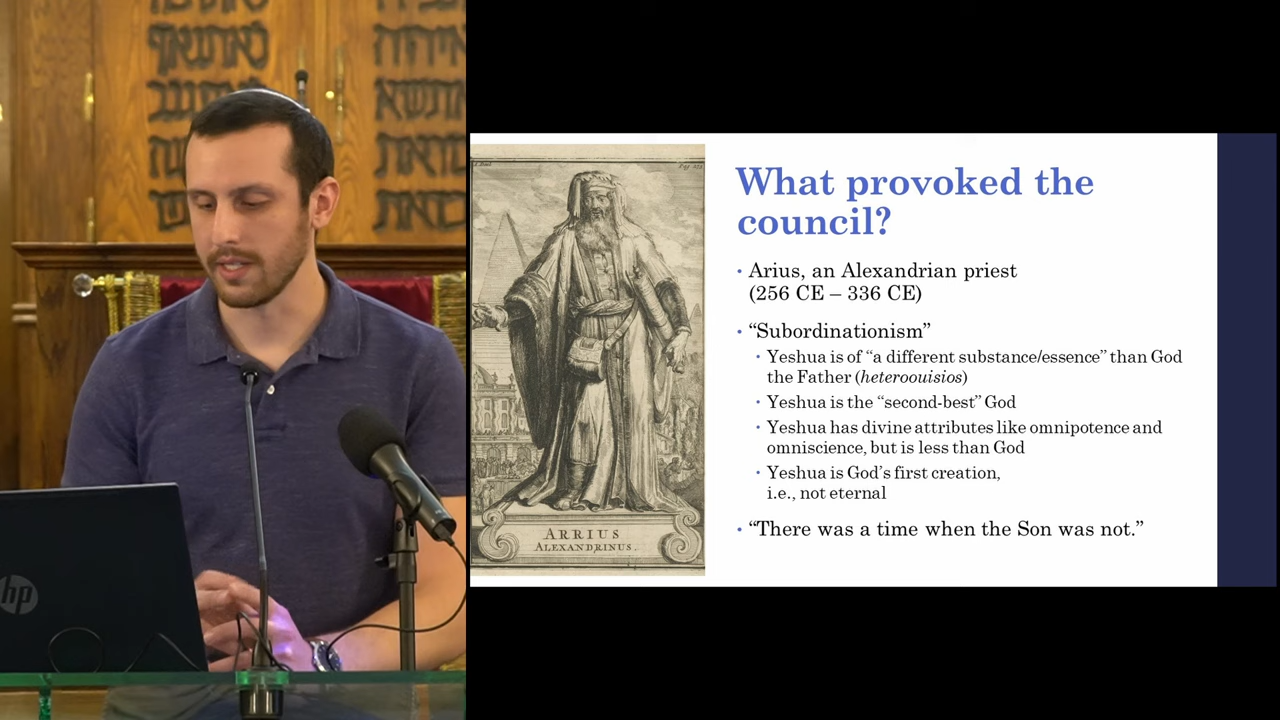 hp
What provoked the
council?
• Arius, an Alexandrian priest
(256 CE – 336 CE)
• “Subordinationism”
• Yeshua is of “a different substance/essence” than God
the Father (heteroouisios)
• Yeshua is the “second-best” God
• Yeshua has divine attributes like omnipotence and
omniscience, but is less than God
• Yeshua is God’s first creation,
i.e., not eternal
• “There was a time when the Son was not.”
ARRIUS
ALEXANDRINUS.